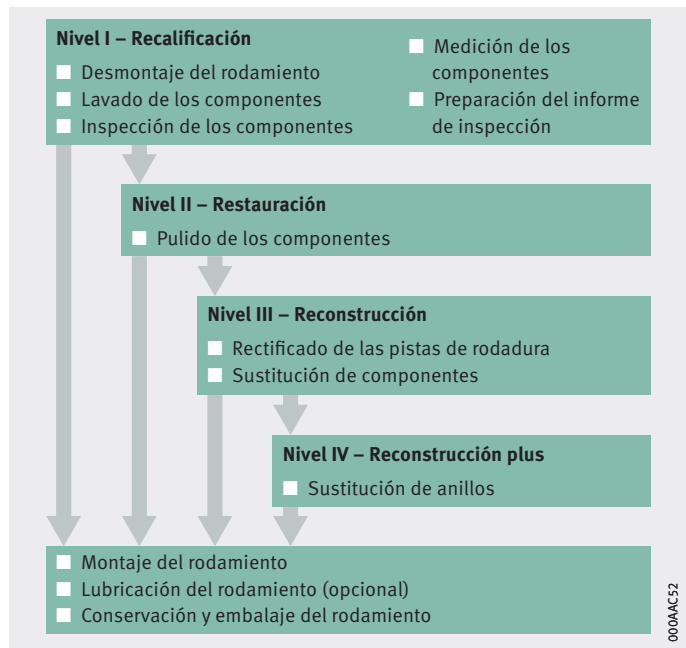 Nivel I – Recalificación
■ Desmontaje del rodamiento
■ Lavado de los componentes
■ Inspección de los componentes
■ Medición de los
componentes
■ Preparación del informe
de inspección
Nivel II – Restauración
■ Pulido de los componentes
Nivel III – Reconstrucción
■ Rectificado de las pistas de rodadura
■ Sustitución de componentes
Nivel IV – Reconstrucción plus
■ Sustitución de anillos
■ Montaje del rodamiento
■ Lubricación del rodamiento (opcional)
■ Conservación y embalaje del rodamiento
000AAC52